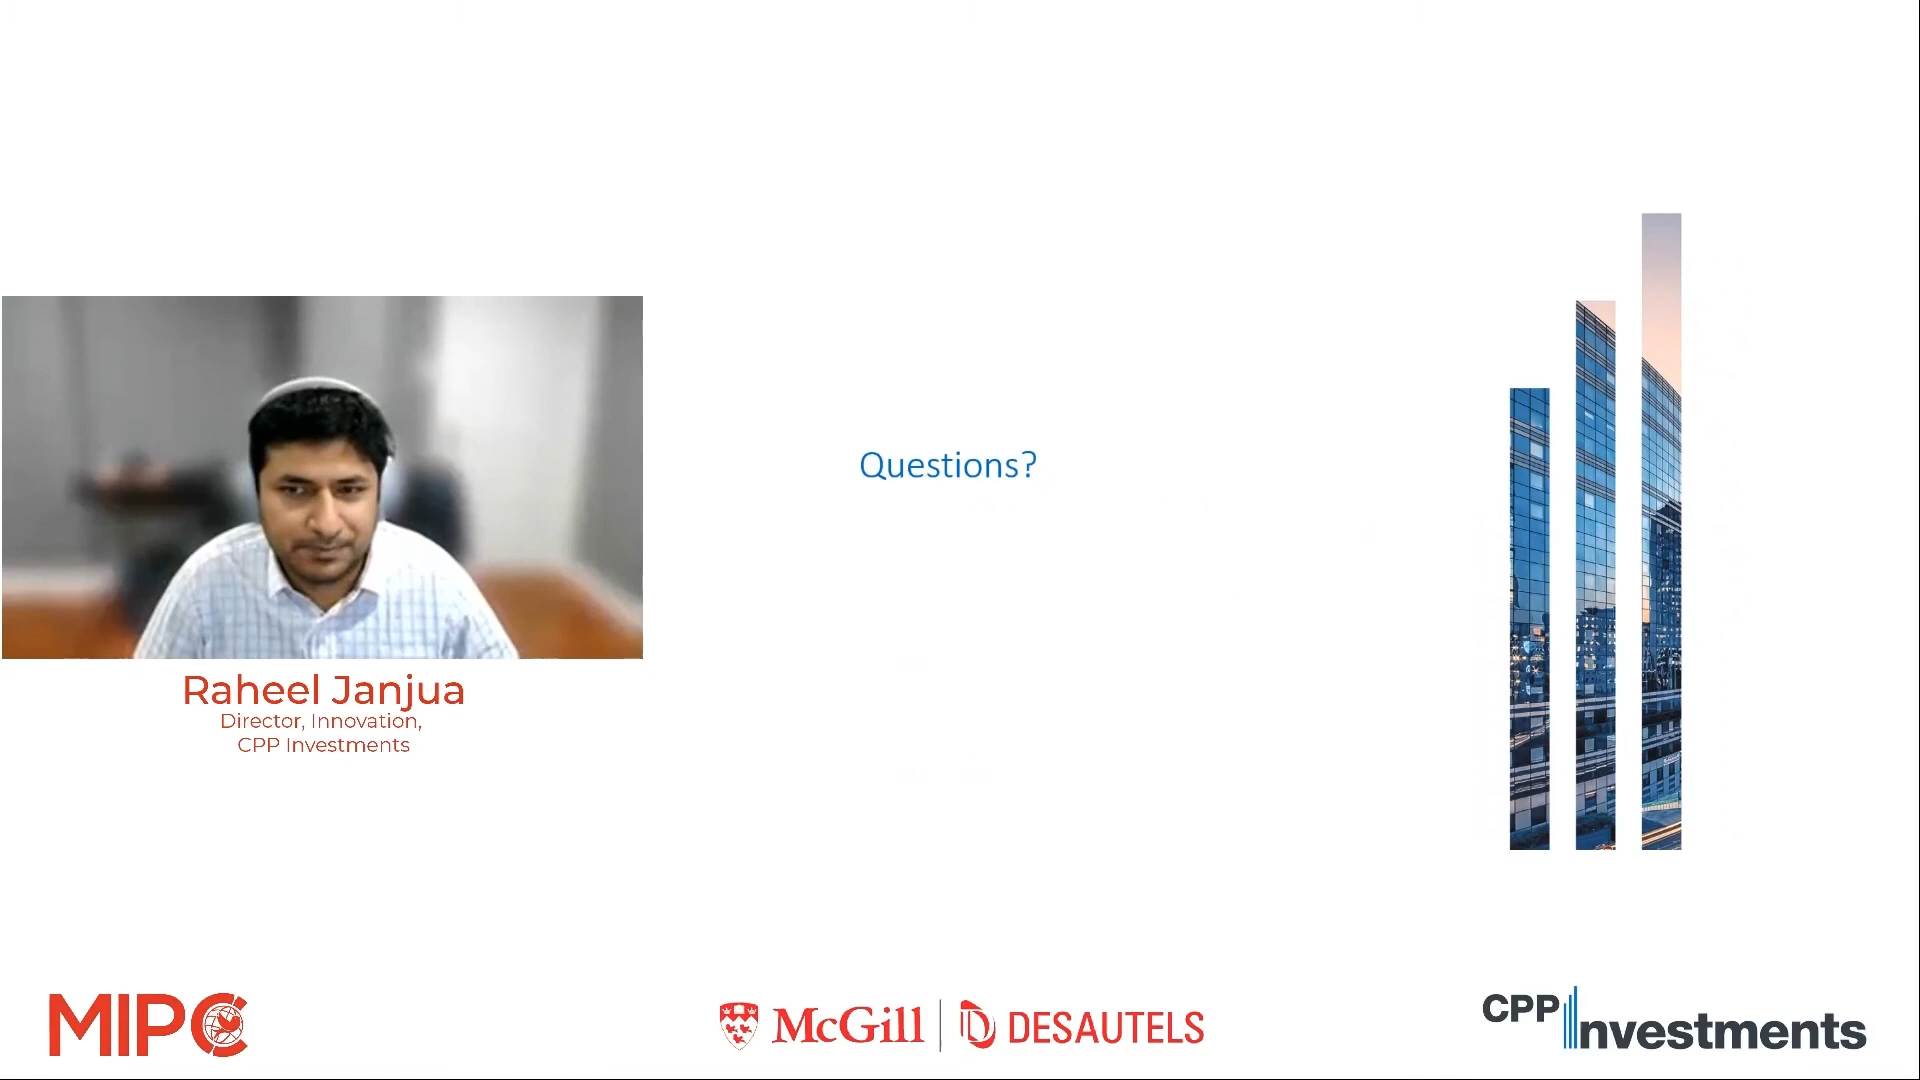 Questions?
Raheel Janjua
Director, Innovation,
CPP Investments
MIPC
McGill
DESAUTELS
CPP Investments